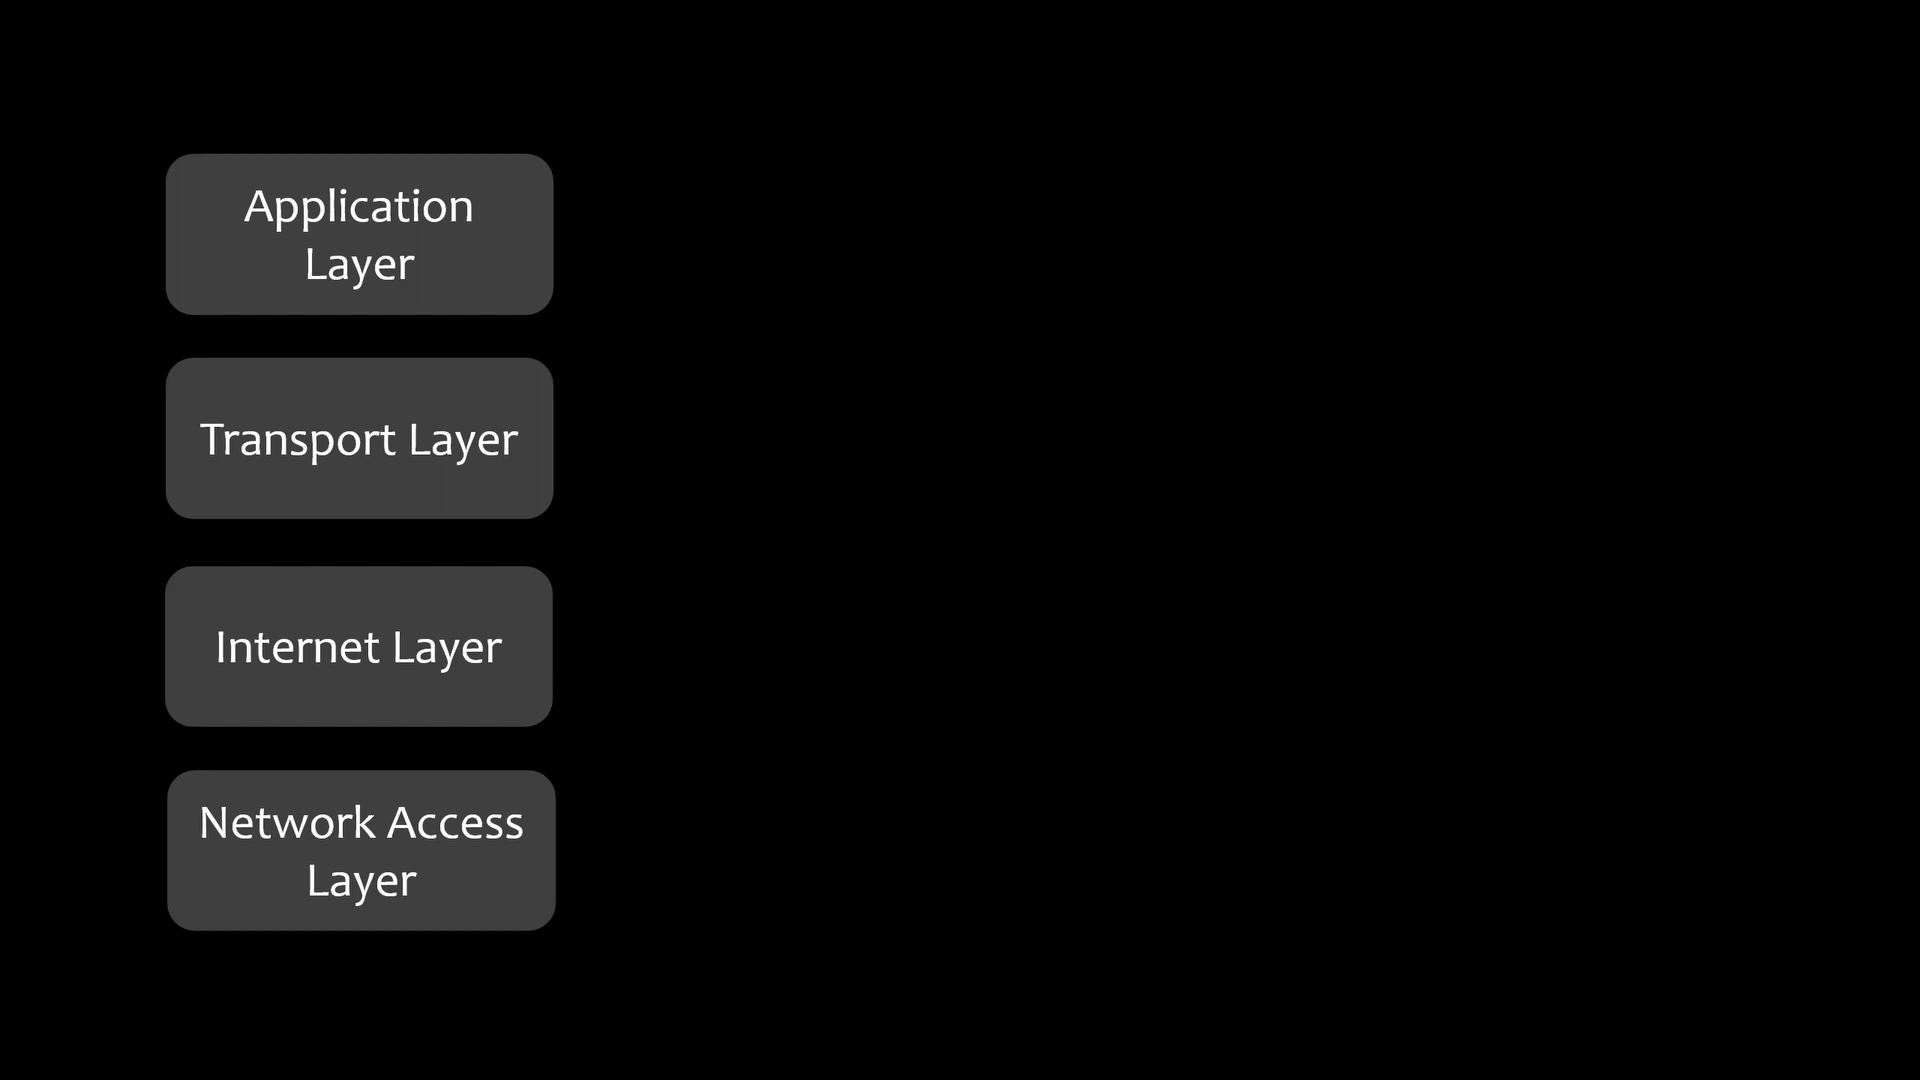 Application
Layer
Transport Layer
Internet Layer
Network Access
Layer